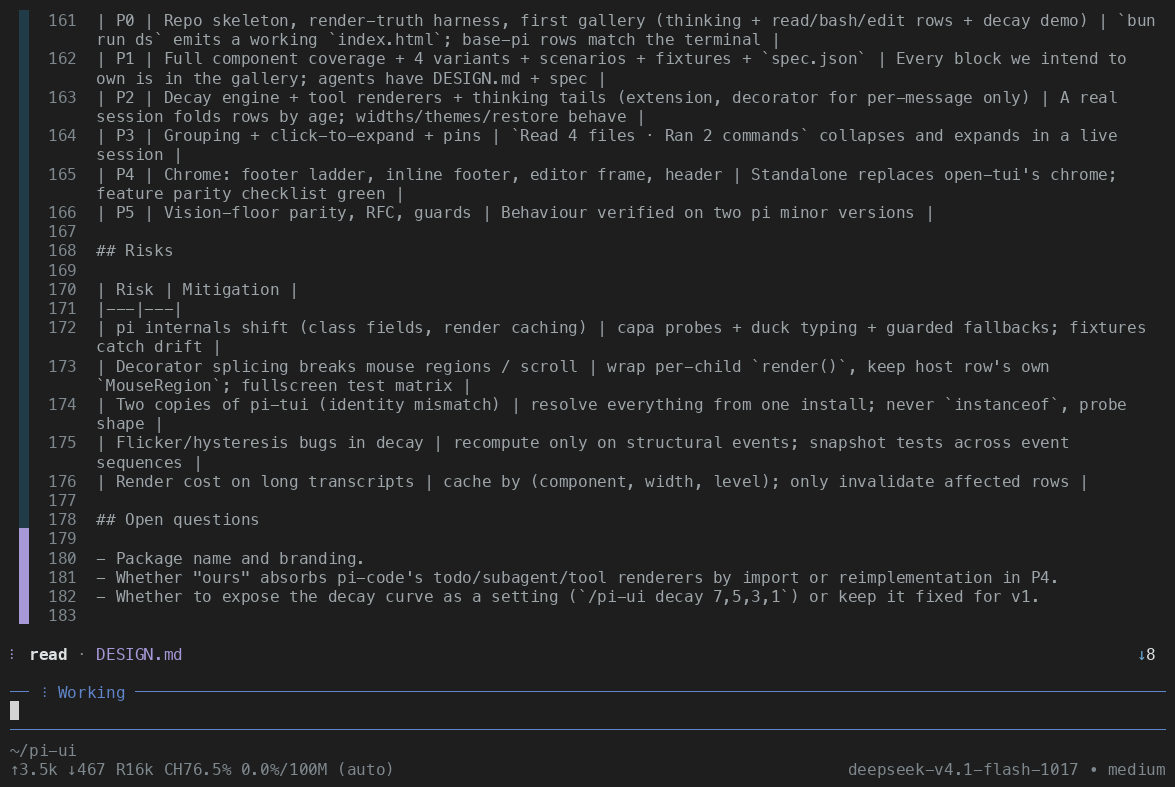 161 | P0 | Repo skeleton, render-truth harness, first gallery (thinking + read/bash/edit rows + decay demo) | `bun
run ds` emits a working `index.html`; base-pi rows match the terminal |
162 | P1 | Full component coverage + 4 variants + scenarios + fixtures + `spec.json` | Every block we intend to
own is in the gallery; agents have DESIGN.md + spec |
163 | P2 | Decay engine + tool renderers + thinking tails (extension, decorator for per-message only) | A real
session folds rows by age; widths/themes/restore behave |
164 | P3 | Grouping + click-to-expand + pins | `Read 4 files · Ran 2 commands` collapses and expands in a live
session |
165 | P4 | Chrome: footer ladder, inline footer, editor frame, header | Standalone replaces open-tui's chrome;
feature parity checklist green |
166 | P5 | Vision-floor parity, RFC, guards | Behaviour verified on two pi minor versions |
167
168 ## Risks
169
170 | Risk | Mitigation |
171 |---|---|
172 | pi internals shift (class fields, render caching) | capa probes + duck typing + guarded fallbacks; fixtures
catch drift |
173 | Decorator splicing breaks mouse regions / scroll | wrap per-child `render()`, keep host row's own
`MouseRegion`; fullscreen test matrix |
174 | Two copies of pi-tui (identity mismatch) | resolve everything from one install; never `instanceof`, probe
shape |
175 | Flicker/hysteresis bugs in decay | recompute only on structural events; snapshot tests across event
sequences |
176 | Render cost on long transcripts | cache by (component, width, level); only invalidate affected rows |
177
178 ## Open questions
179
180 - Package name and branding.
181 - Whether "ours" absorbs pi-code's todo/subagent/tool renderers by import or reimplementation in P4.
182 - Whether to expose the decay curve as a setting (`/pi-ui decay 7,5,3,1`) or keep it fixed for v1.
183
⁝ read · DESIGN.md ↓8
⁝ Working
~/pi-ui
↑3.5k ↓467 R16k CH76.5% 0.0%/100M (auto) deepseek-v4.1-flash-1017 • medium